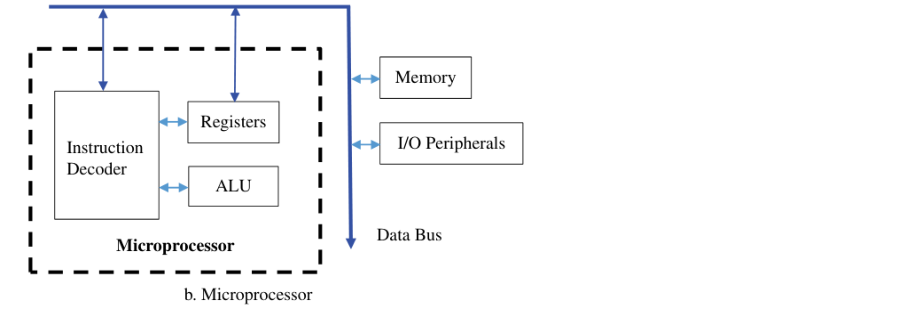 Memory
Registers
I/O Peripherals
Instruction
Decoder
ALU
Data Bus
Microprocessor
b. Microprocessor